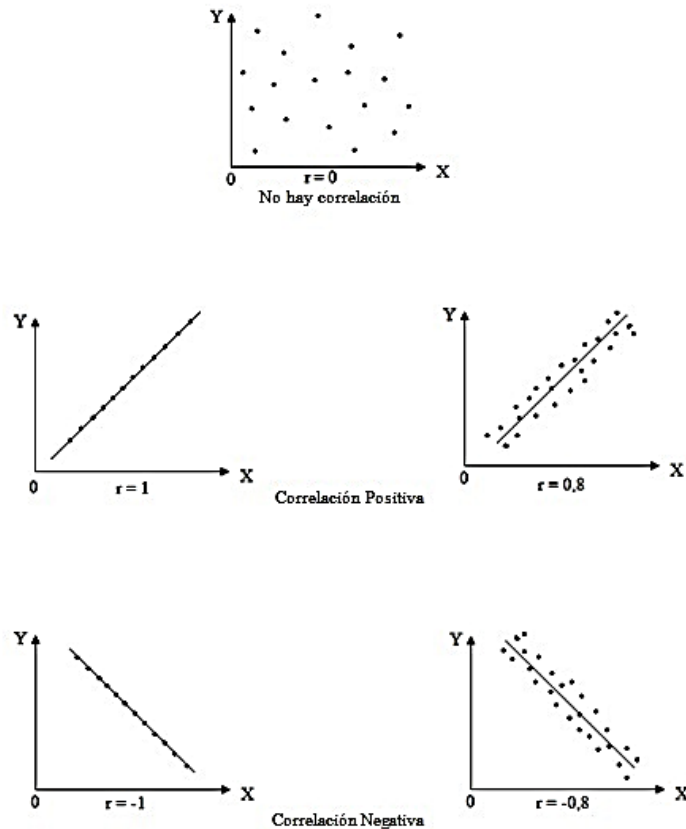 Y
0
r = 0
X
No hay correlación
Y
0
r = 1
X
Y
0
r = 0,8
X
Correlación Positiva
Y
0
r = -1
X
Y
0
r = -0,8
X
Correlación Negativa